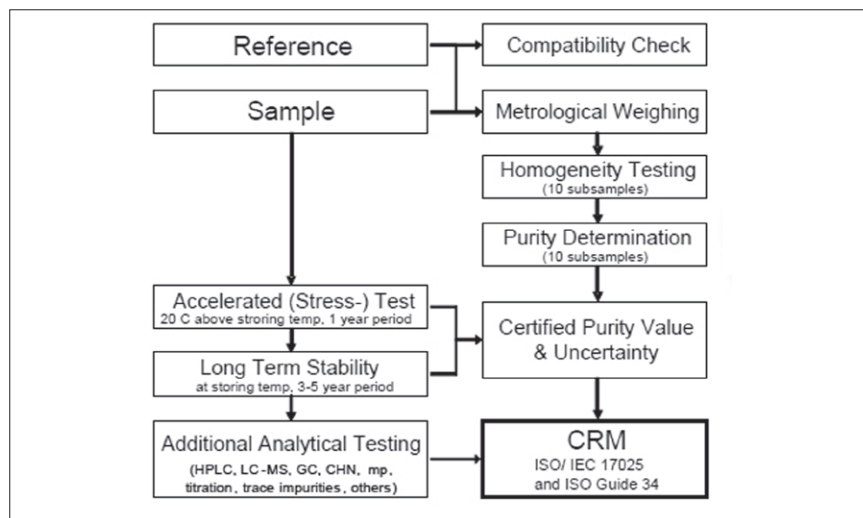 Reference
Compatibility Check
Sample
Metrological Weighing
Homogeneity Testing
(10 subsamples)
Purity Determination
(10 subsamples)
Accelerated (Stress-) Test
20 C above stroring temp, 1 year period
Certified Purity Value
& Uncertainty
Long Term Stability
at storing temp, 3-5 year period
Additional Analytical Testing
(HPLC, LC-MS, GC, CHN, mp,
titration, trace impurities, others)
CRM
ISO/ IEC 17025
and ISO Guide 34